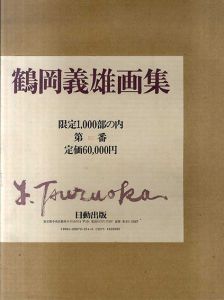 鶴岡義雄画集
限定1,000部の内
第 番
定価60,000円
Y. Tsuruoka
日動出版